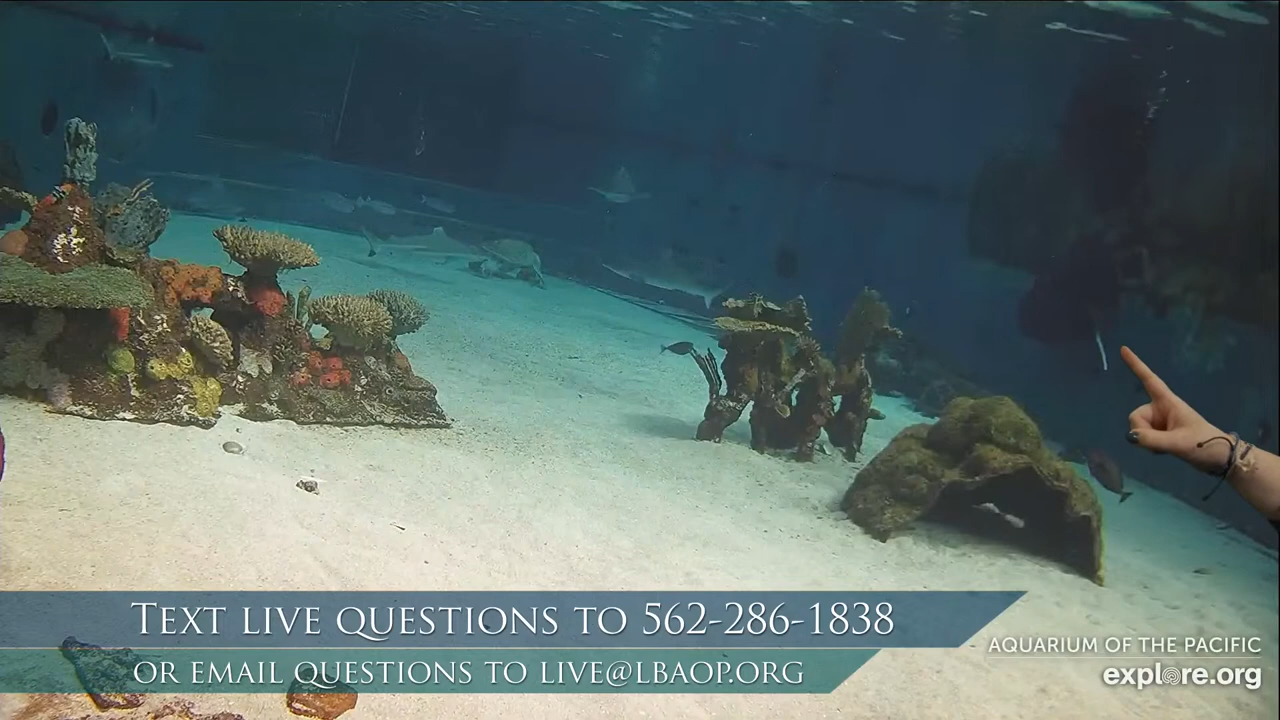 TEXT LIVE QUESTIONS TO 562-286-1838
OR EMAIL QUESTIONS TO LIVE@LBAOP.ORG
AQUARIUM OF THE PACIFIC
explore.org